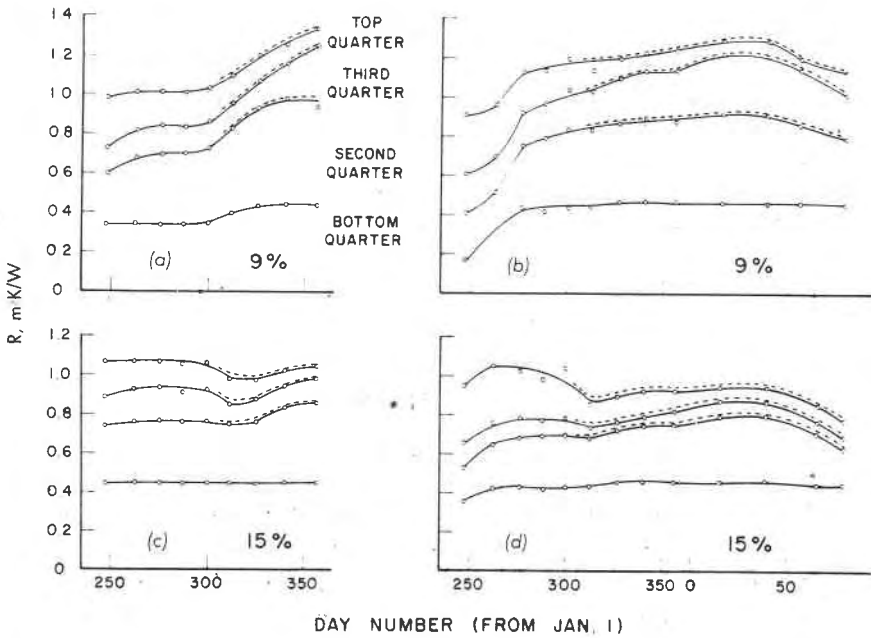 1.4
1.2
1.0
0.8
0.6
0.4
0.2
0
TOP
QUARTER
THIRD
QUARTER
SECOND
QUARTER
BOTTOM
QUARTER
(a)
9%
(b)
9%
R, m·K/W
1.2
1.0
0.8
0.6
0.4
0.2
0
(c)
15%
(d)
15%
250 300 350 250 300 350 0 50
DAY NUMBER (FROM JAN, 1)